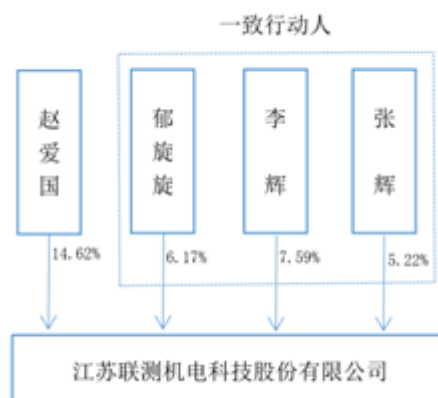 一致行动人
赵爱国
郁旋旋
李辉
张辉
14.62%
6.17%
7.59%
5.22%
江苏联测机电科技股份有限公司